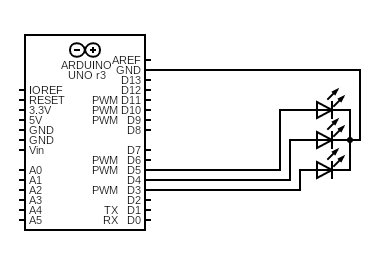 ARDUINO
UNO r3
IOREF
RESET
3.3V
5V
GND
GND
Vin
A0
A1
A2
A3
A4
A5
AREF
GND
D13
D12
PWM D11
PWM D10
PWM D9
D8
D7
PWM D6
PWM D5
D4
PWM D3
D2
TX D1
RX D0